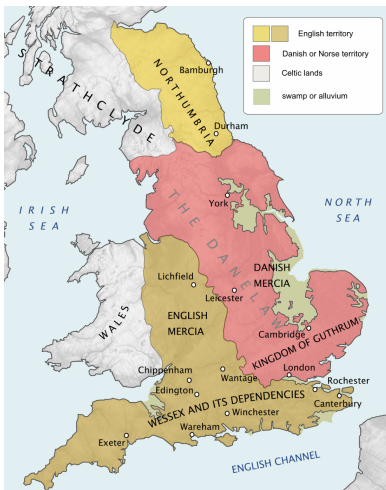 English territory
Danish or Norse territory
Celtic lands
swamp or alluvium
STRATHCLYDE
NORTHUMBRIA
Bamburgh
Durham
IRISH
SEA
NORTH
SEA
York
THE DANELAW
Lichfield
DANISH
MERCIA
Leicester
ENGLISH
MERCIA
WALES
Cambridge
KINGDOM OF GUTHRUM
Chippenham
Wantage
London
Rochester
Edington
WESSEX AND ITS DEPENDENCIES
Canterbury
Winchester
Wareham
Exeter
ENGLISH CHANNEL